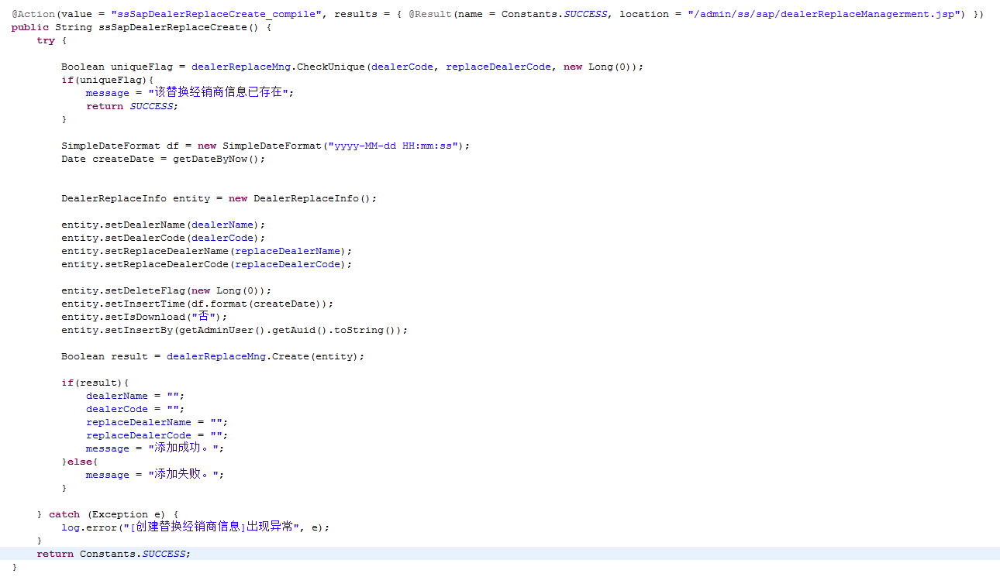 @Action(value = "ssSapDealerReplaceCreate_compile", results = { @Result(name = Constants.SUCCESS, location = "/admin/ss/sap/dealerReplaceManagerment.jsp") })
public String ssSapDealerReplaceCreate() {
try {
Boolean uniqueFlag = dealerReplaceMng.CheckUnique(dealerCode, replaceDealerCode, new Long(0));
if(uniqueFlag){
message = "该替换经销商信息已存在";
return SUCCESS;
}
SimpleDateFormat df = new SimpleDateFormat("yyyy-MM-dd HH:mm:ss");
Date createDate = getDateByNow();
DealerReplaceInfo entity = new DealerReplaceInfo();
entity.setDealerName(dealerName);
entity.setDealerCode(dealerCode);
entity.setReplaceDealerName(replaceDealerName);
entity.setReplaceDealerCode(replaceDealerCode);
entity.setDeleteFlag(new Long(0));
entity.setInsertTime(df.format(createDate));
entity.setIsDownload("否");
entity.setInsertBy(getAdminUser().getAuid().toString());
Boolean result = dealerReplaceMng.Create(entity);
if(result){
dealerName = "";
dealerCode = "";
replaceDealerName = "";
replaceDealerCode = "";
message = "添加成功。";
}else{
message = "添加失败。";
}
} catch (Exception e) {
log.error("[创建替换经销商信息]出现异常", e);
}
return Constants.SUCCESS;
}